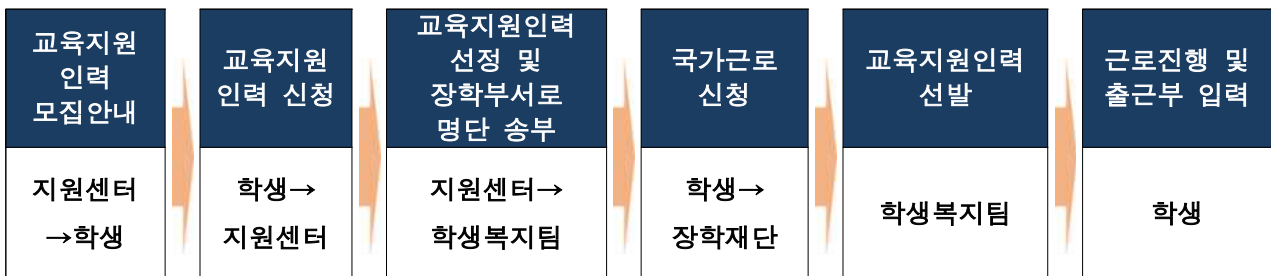 교육지원
인력
모집안내
지원센터
→학생
교육지원
인력 신청
학생→
지원센터
교육지원인력
선정 및
장학부서로
명단 송부
지원센터→
학생복지팀
국가근로
신청
학생→
장학재단
교육지원인력
선발
학생복지팀
근로진행 및
출근부 입력
학생